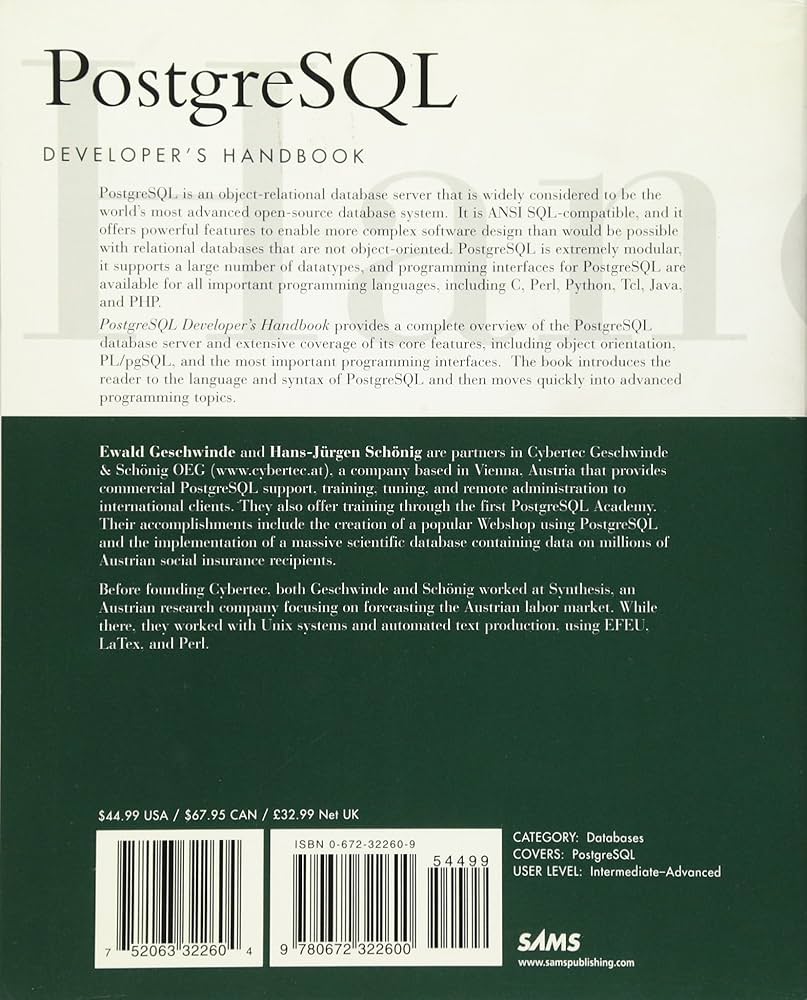 PostgreSQL
DEVELOPER'S HANDBOOK
PostgreSQL is an object-relational database server that is widely considered to be the
world's most advanced open-source database system. It is ANSI SQL-compatible, and it
offers powerful features to enable more complex software design than would be possible
with relational databases that are not object-oriented. PostgreSQL is extremely modular,
it supports a large number of datatypes, and programming interfaces for PostgreSQL are
available for all important programming languages, including C, Perl, Python, Tcl, Java,
and PHP.
PostgreSQL Developer's Handbook provides a complete overview of the PostgreSQL
database server and extensive coverage of its core features, including object orientation,
PL/pgSQL, and the most important programming interfaces. The book introduces the
reader to the language and syntax of PostgreSQL and then moves quickly into advanced
programming topics.
Ewald Geschwinde and Hans-Jürgen Schönig are partners in Cybertec Geschwinde
& Schönig OEG (www.cybertec.at), a company based in Vienna, Austria that provides
commercial PostgreSQL support, training, tuning, and remote administration to
international clients. They also offer training through the first PostgreSQL Academy.
Their accomplishments include the creation of a popular Webshop using PostgreSQL
and the implementation of a massive scientific database containing data on millions of
Austrian social insurance recipients.
Before founding Cybertec, both Geschwinde and Schönig worked at Synthesis, an
Austrian research company focusing on forecasting the Austrian labor market. While
there, they worked with Unix systems and automated text production, using EFEU,
LaTex, and Perl.
$44.99 USA / $67.95 CAN / £32.99 Net UK
7 52063 32260 4
ISBN 0-672-32260-9
54499
9 780672 322600
CATEGORY: Databases
COVERS: PostgreSQL
USER LEVEL: Intermediate–Advanced
SAMS
www.samspublishing.com
Han